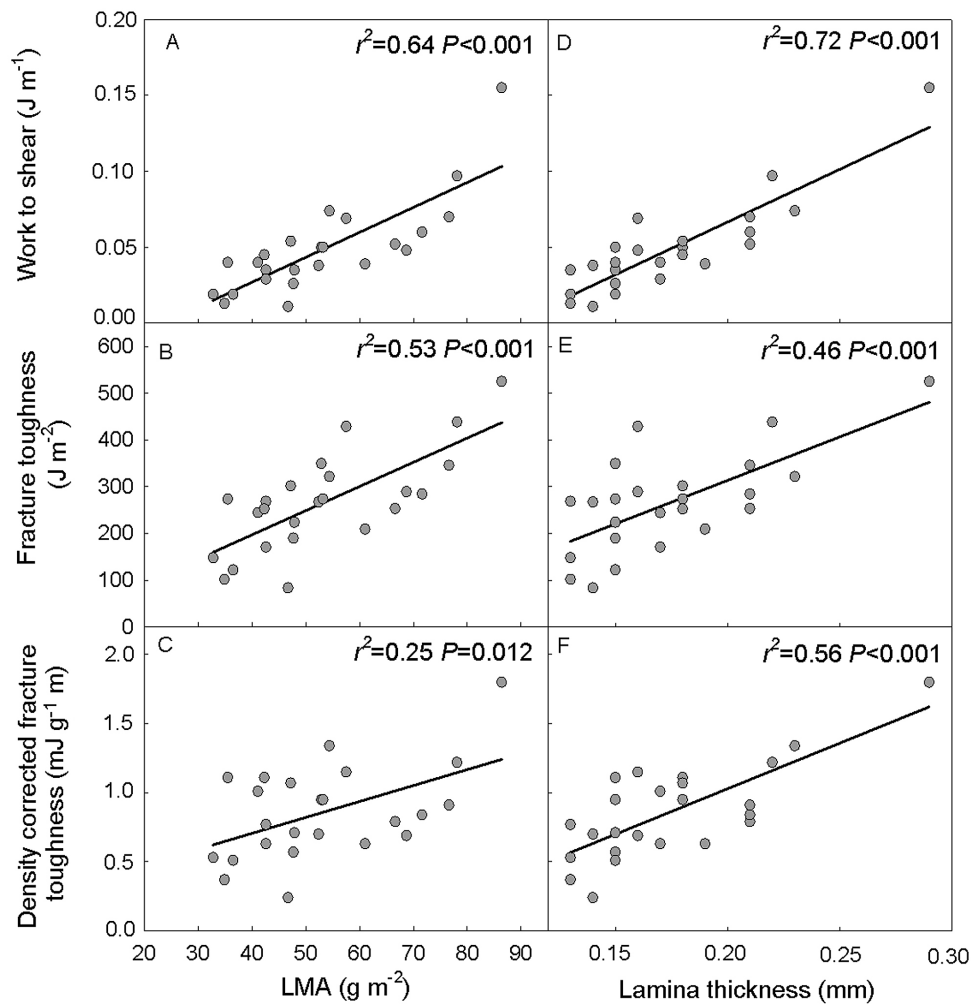 A
r²=0.64 P<0.001
D
r²=0.72 P<0.001
Work to shear (J m⁻¹)
0.20
0.15
0.10
0.05
0.00
B
r²=0.53 P<0.001
E
r²=0.46 P<0.001
Fracture toughness
(J m⁻²)
600
500
400
300
200
100
0
C
r²=0.25 P=0.012
F
r²=0.56 P<0.001
Density corrected fracture
toughness (mJ g⁻¹ m)
2.0
1.5
1.0
0.5
0.0
20 30 40 50 60 70 80 90
0.15 0.20 0.25 0.30
LMA (g m⁻²)
Lamina thickness (mm)